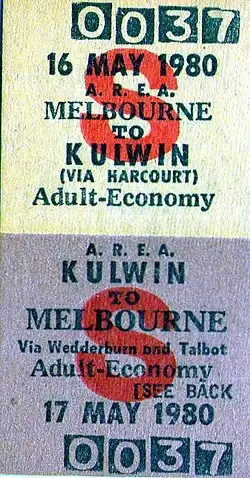 0037
16 MAY 1980
A. R. E. A.
MELBOURNE
TO
KULWIN
(VIA HARCOURT)
Adult-Economy
S
A. R. E. A.
KULWIN
TO
MELBOURNE
Via Wedderburn and Talbot
Adult-Economy
[SEE BACK
17 MAY 1980
0037
S